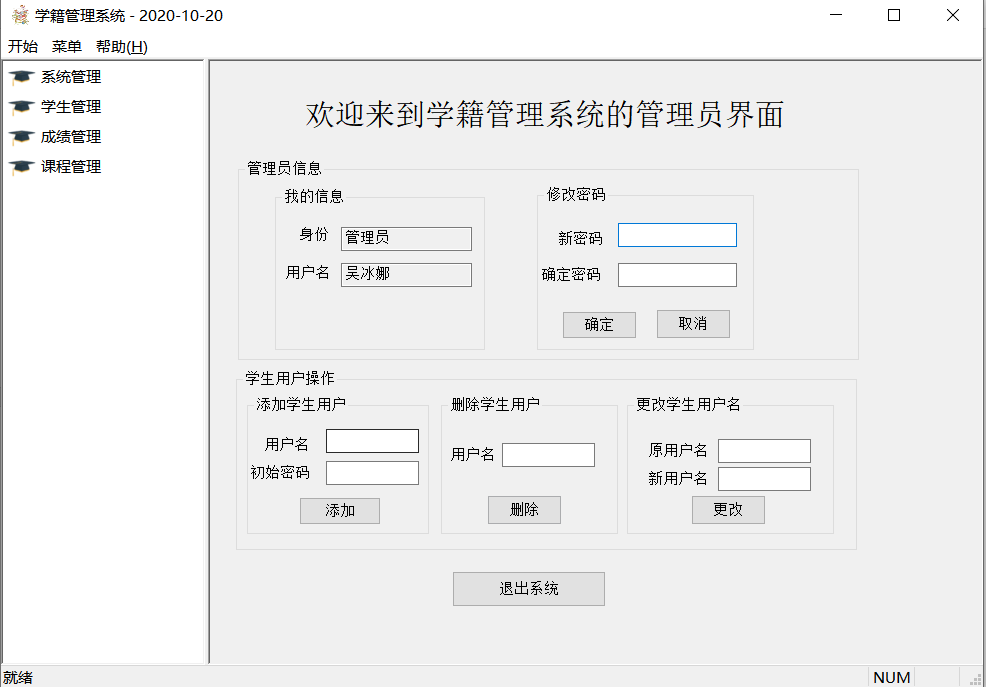 学籍管理系统 - 2020-10-20
开始 菜单 帮助(H)
系统管理
学生管理
成绩管理
课程管理
欢迎来到学籍管理系统的管理员界面
管理员信息
我的信息
身份 管理员
用户名 吴冰娜
修改密码
新密码
确定密码
确定 取消
学生用户操作
添加学生用户
用户名
初始密码
添加
删除学生用户
用户名
删除
更改学生用户名
原用户名
新用户名
更改
退出系统
就绪 NUM